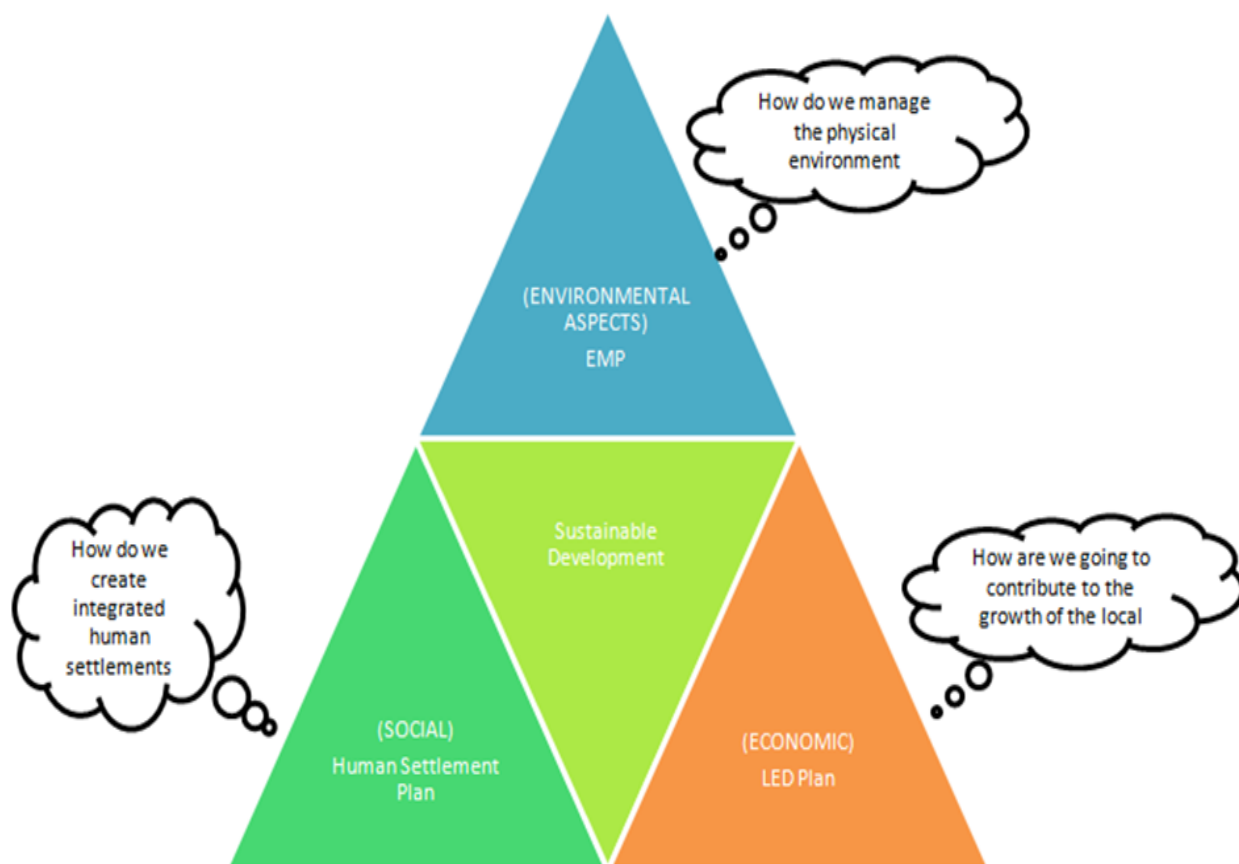 How do we manage
the physical
environment
(ENVIRONMENTAL
ASPECTS)
EMP
Sustainable
Development
How do we
create
integrated
human
settlements
How are we going to
contribute to the
growth of the local
(SOCIAL)
Human Settlement
Plan
(ECONOMIC)
LED Plan